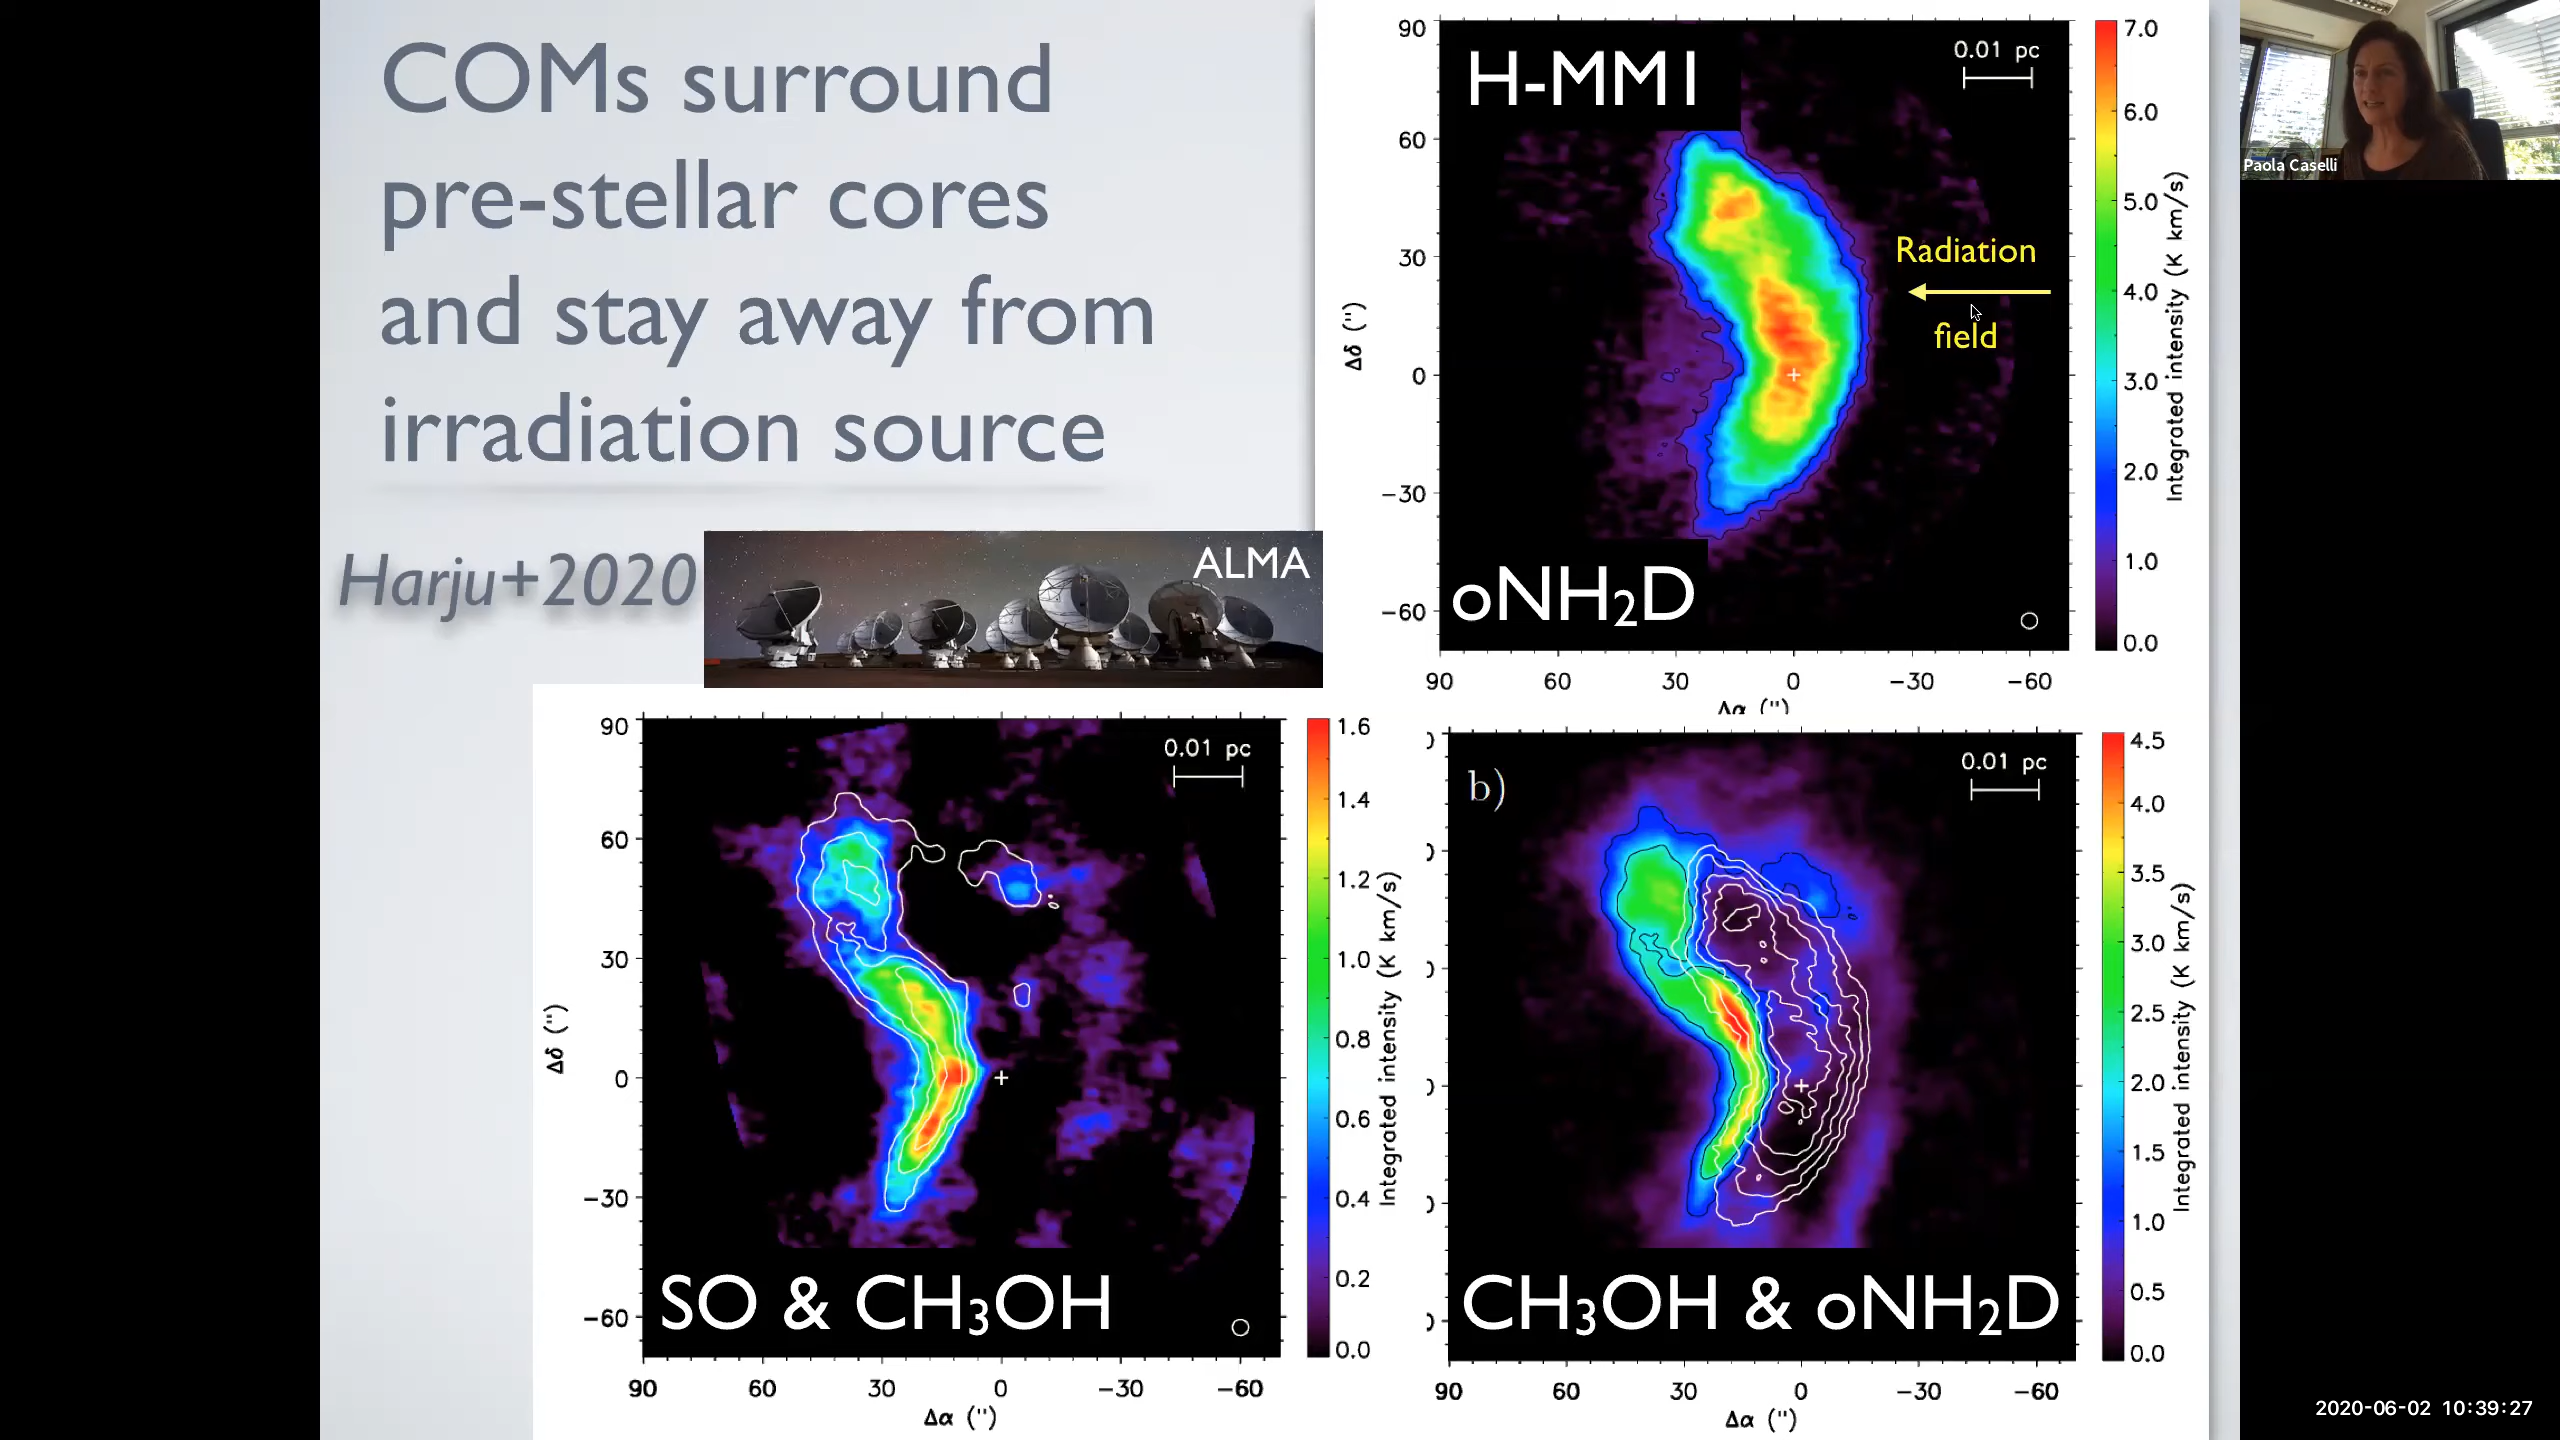 COMs surround
pre-stellar cores
and stay away from
irradiation source
Harju+2020
ALMA
H-MM1
0.01 pc
Radiation
field
oNH₂D
90
60
30
0
−30
−60
Δδ (")
90
60
30
0
−30
−60
Δα (")
7.0
6.0
5.0
4.0
3.0
2.0
1.0
0.0
Integrated intensity (K km/s)
Paola Caselli
0.01 pc
SO & CH₃OH
90
60
30
0
−30
−60
Δδ (")
90
60
30
0
−30
−60
Δα (")
1.6
1.4
1.2
1.0
0.8
0.6
0.4
0.2
0.0
Integrated intensity (K km/s)
b)
0.01 pc
CH₃OH & oNH₂D
90
60
30
0
−30
−60
Δα (")
4.5
4.0
3.5
3.0
2.5
2.0
1.5
1.0
0.5
0.0
Integrated intensity (K km/s)
2020-06-02 10:39:27